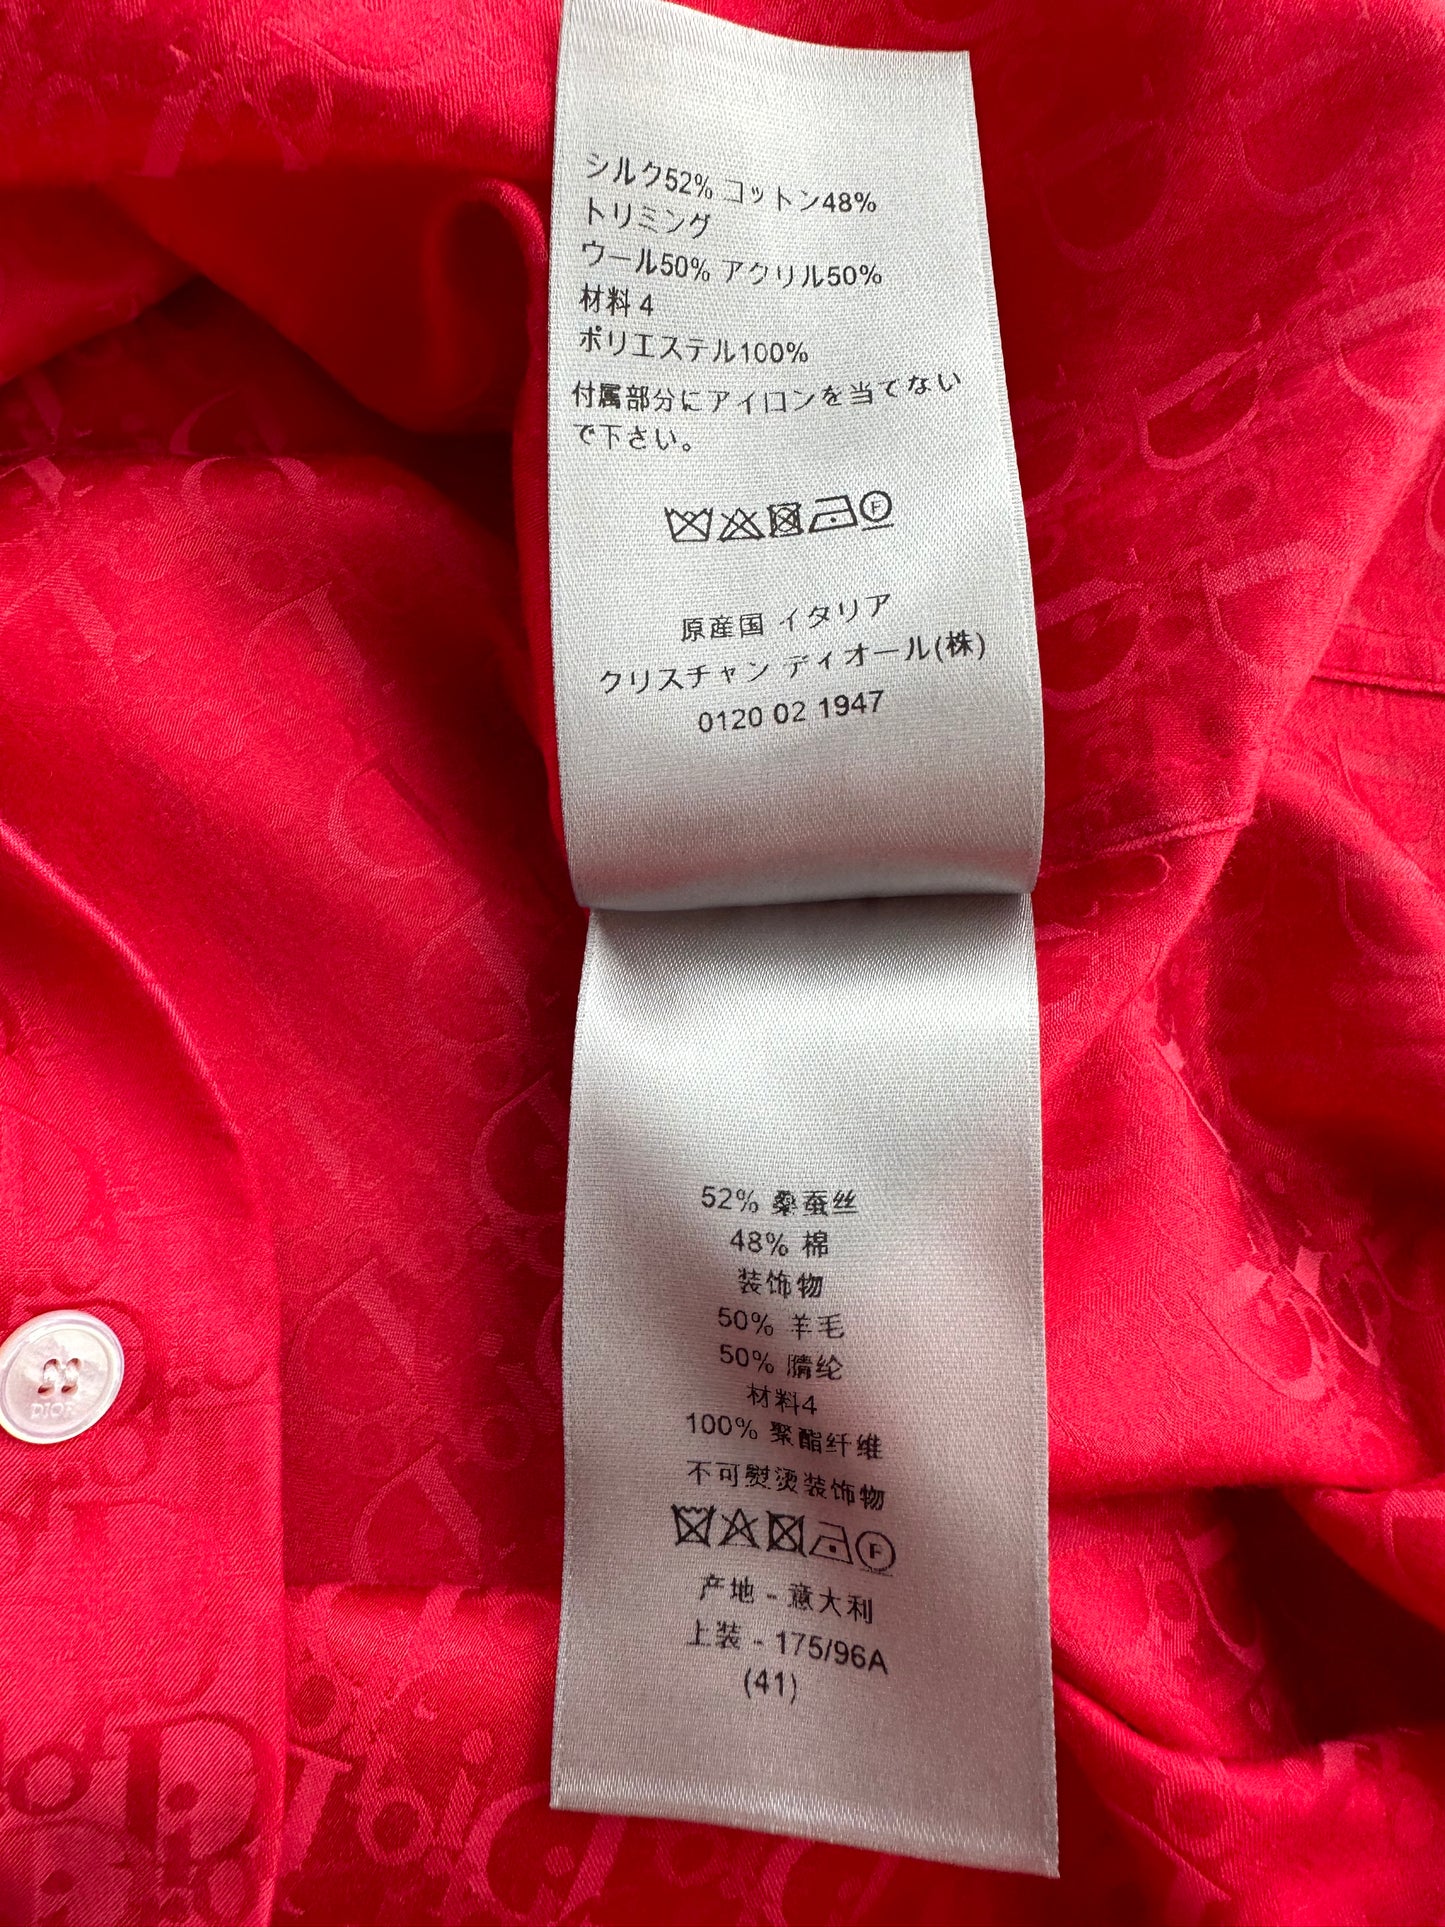 シルク52% コットン48%
トリミング
ウール50% アクリル50%
材料 4
ポリエステル100%
付属部分にアイロンを当てない
で下さい。
F
原産国 イタリア
クリスチャン ディオール(株)
0120 02 1947
52% 桑蚕丝
48% 棉
装饰物
50% 羊毛
50% 腈纶
材料4
100% 聚酯纤维
不可熨烫装饰物
F
产地 - 意大利
上装 - 175/96A
(41)
DIOR
Dior